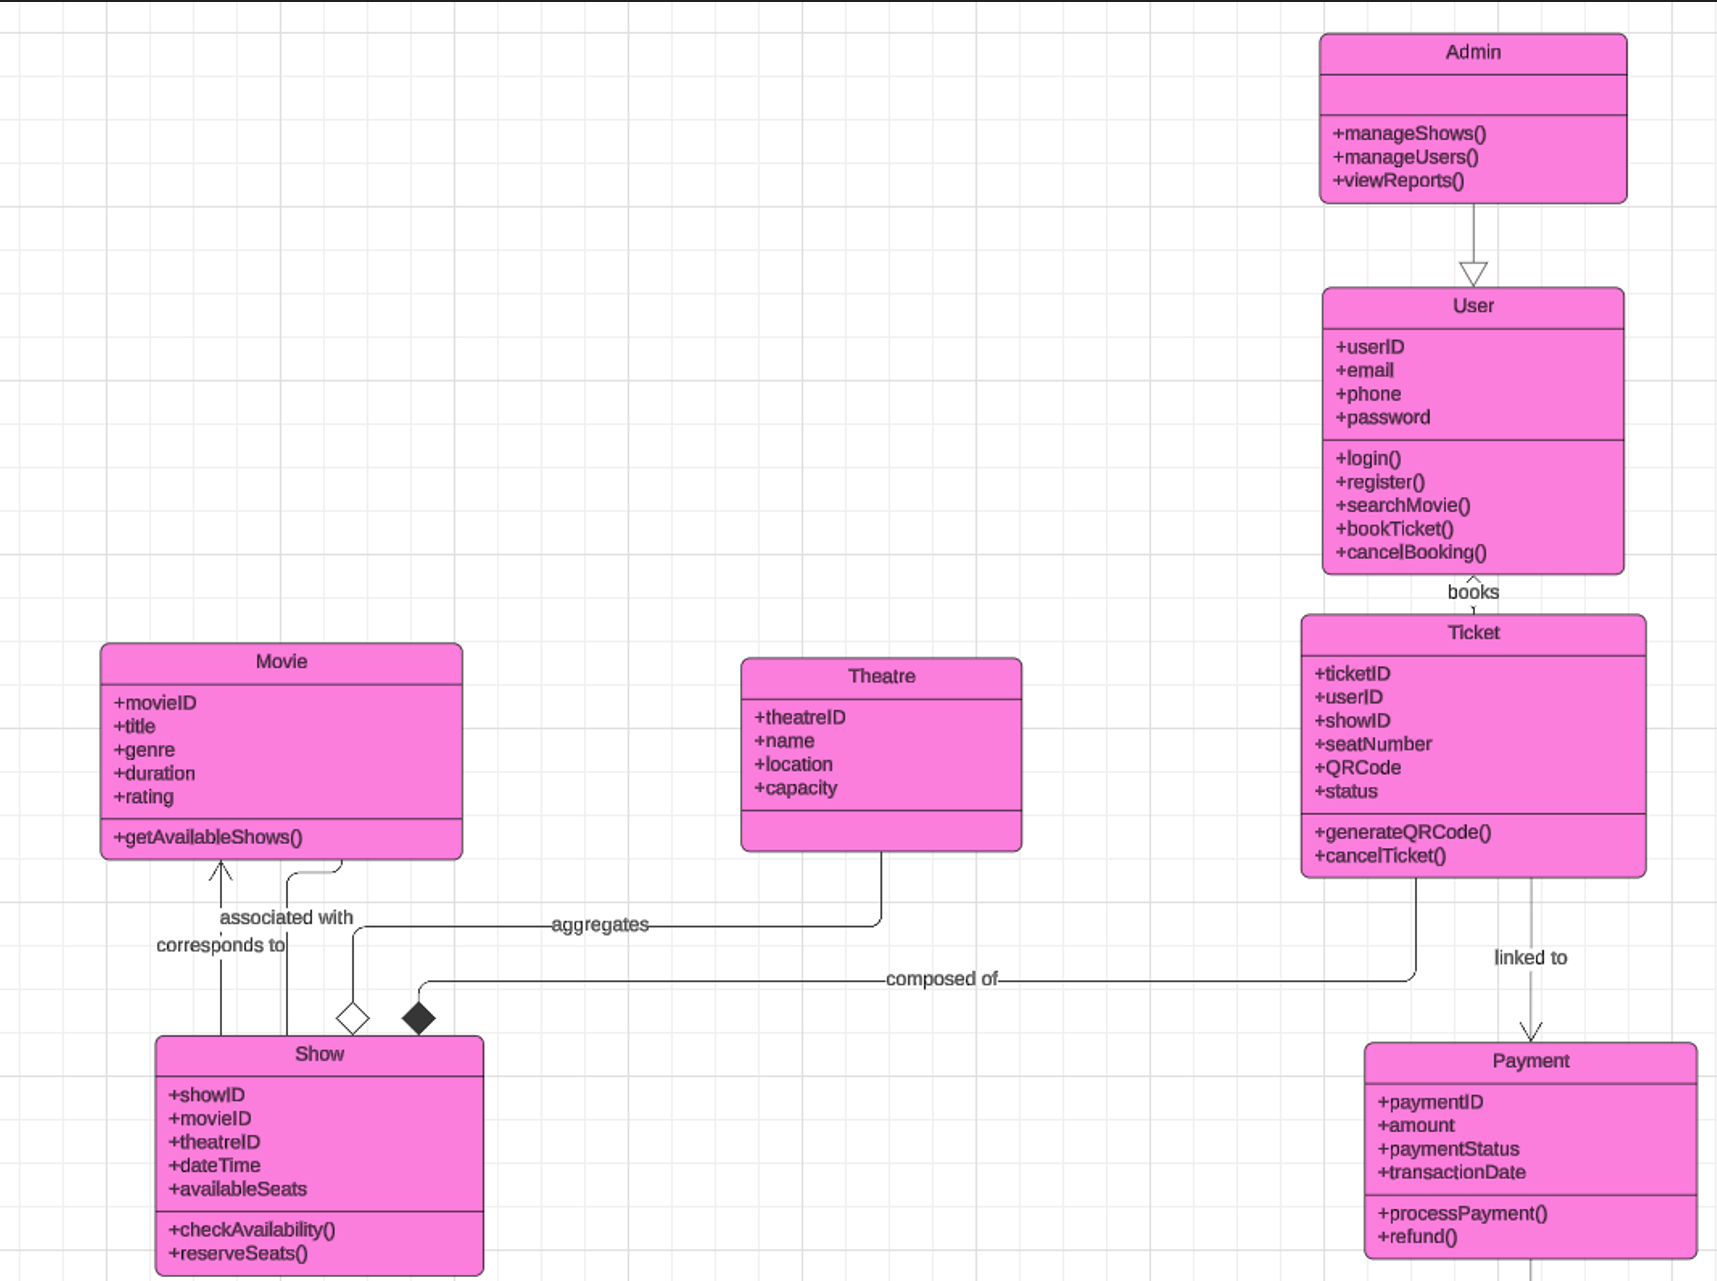 Admin
+manageShows()
+manageUsers()
+viewReports()
User
+userID
+email
+phone
+password
+login()
+register()
+searchMovie()
+bookTicket()
+cancelBooking()
books
Ticket
+ticketID
+userID
+showID
+seatNumber
+QRCode
+status
+generateQRCode()
+cancelTicket()
Movie
+movieID
+title
+genre
+duration
+rating
+getAvailableShows()
Theatre
+theatreID
+name
+location
+capacity
associated with
corresponds to
aggregates
composed of
linked to
Show
+showID
+movieID
+theatreID
+dateTime
+availableSeats
+checkAvailability()
+reserveSeats()
Payment
+paymentID
+amount
+paymentStatus
+transactionDate
+processPayment()
+refund()